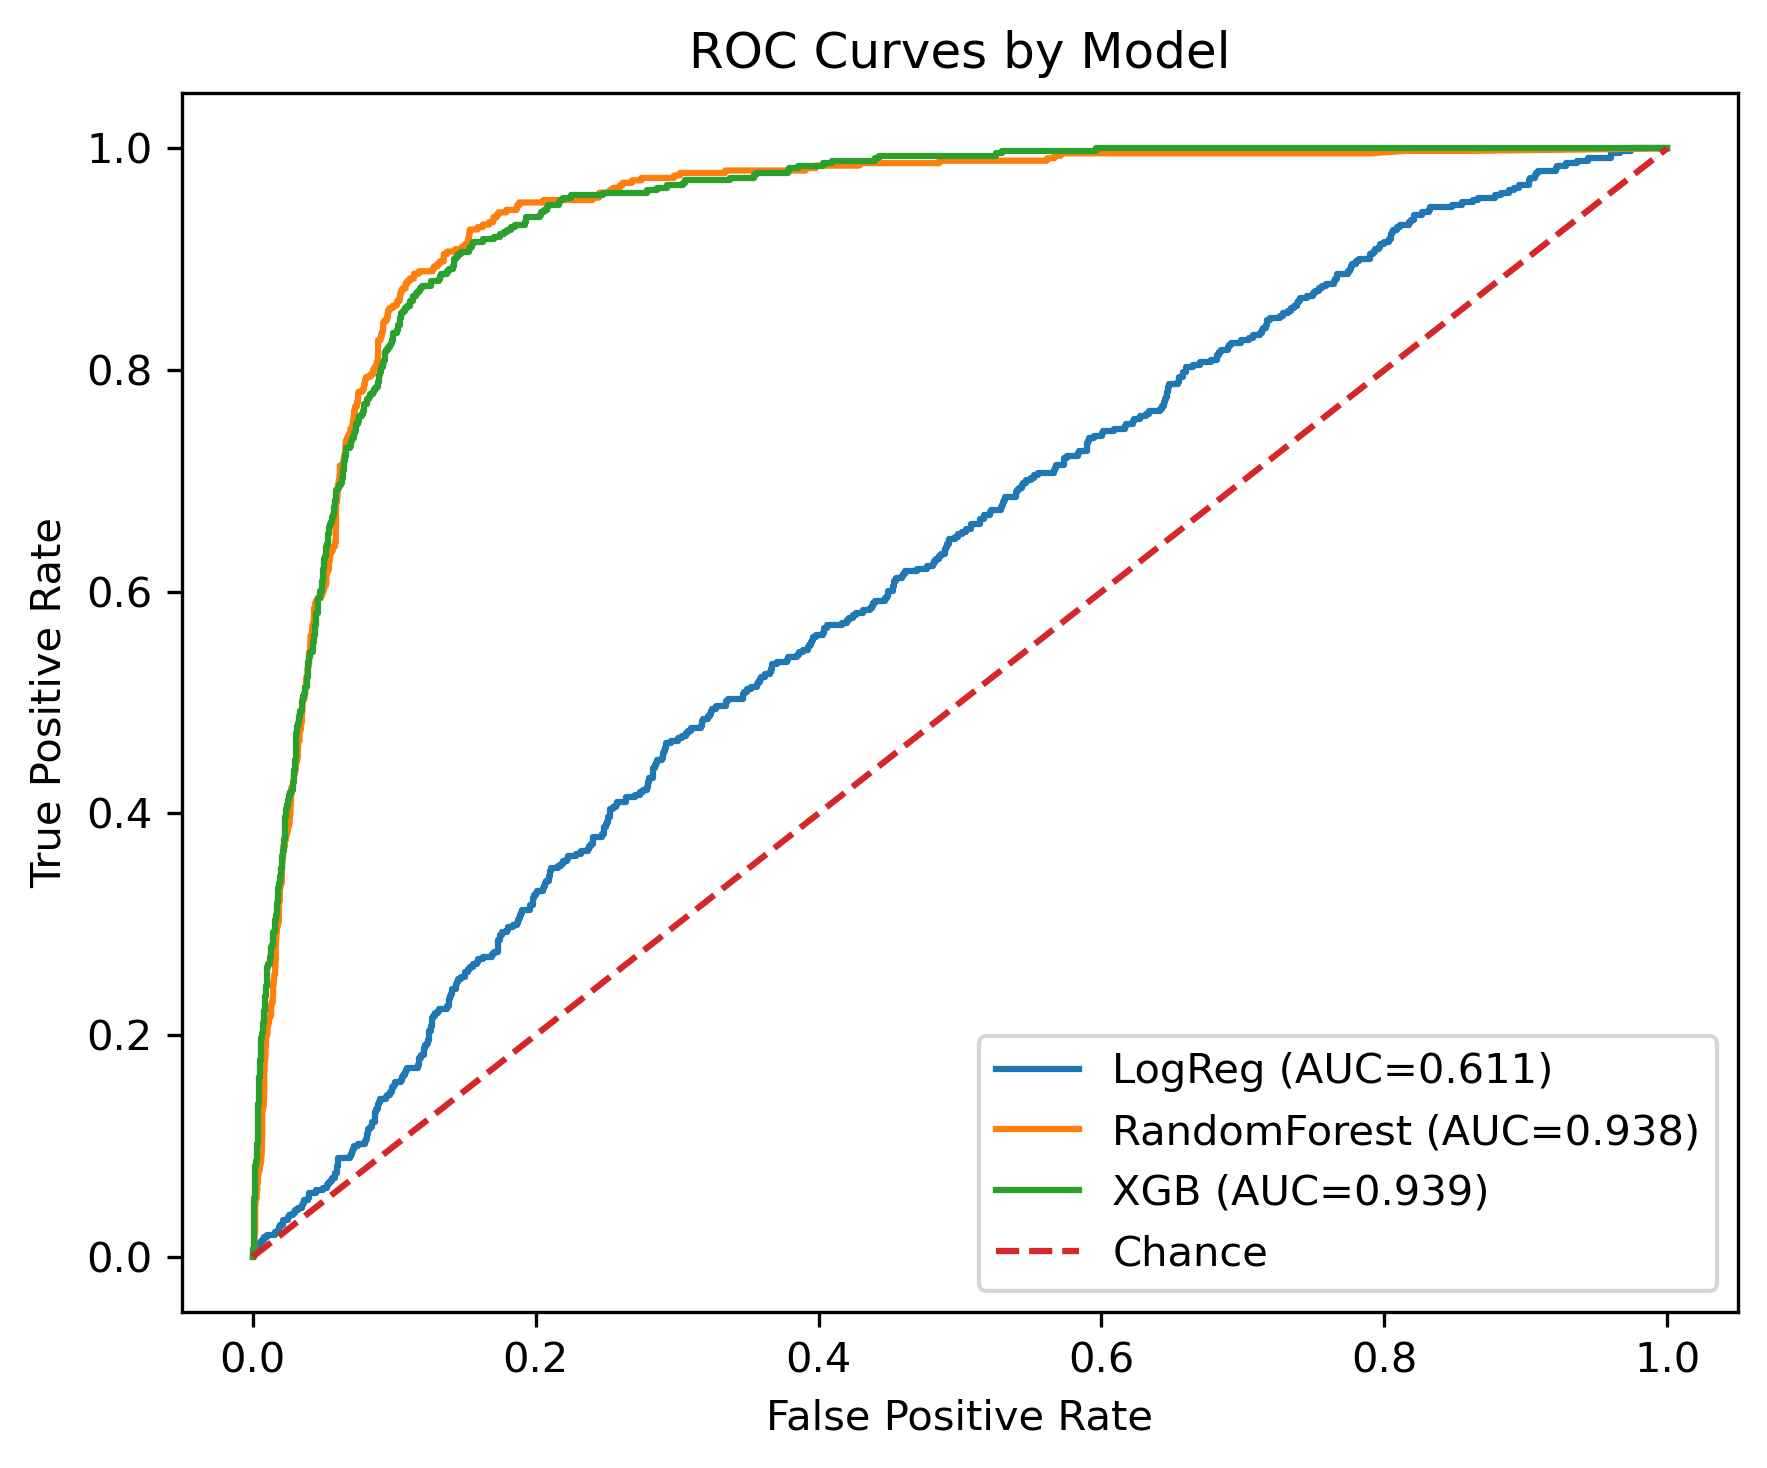 ROC Curves by Model
True Positive Rate
1.0
0.8
0.6
0.4
0.2
0.0
LogReg (AUC=0.611)
RandomForest (AUC=0.938)
XGB (AUC=0.939)
Chance
0.0 0.2 0.4 0.6 0.8 1.0
False Positive Rate